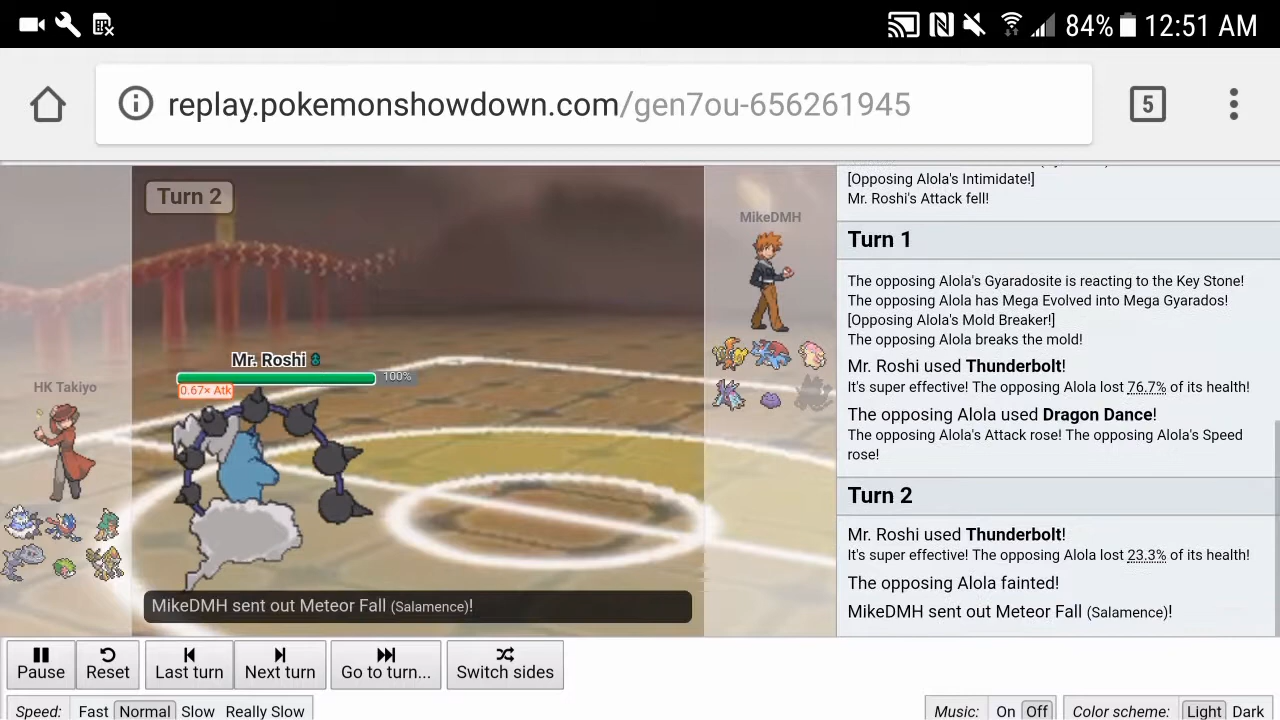 84% 12:51 AM
replay.pokemonshowdown.com/gen7ou-656261945
5
Turn 2
MikeDMH
HK Takiyo
Mr. Roshi
100%
0.67× Atk
MikeDMH sent out Meteor Fall (Salamence)!
[Opposing Alola's Intimidate!]
Mr. Roshi's Attack fell!
Turn 1
The opposing Alola's Gyaradosite is reacting to the Key Stone!
The opposing Alola has Mega Evolved into Mega Gyarados!
[Opposing Alola's Mold Breaker!]
The opposing Alola breaks the mold!
Mr. Roshi used Thunderbolt!
It's super effective! The opposing Alola lost 76.7% of its health!
The opposing Alola used Dragon Dance!
The opposing Alola's Attack rose! The opposing Alola's Speed
rose!
Turn 2
Mr. Roshi used Thunderbolt!
It's super effective! The opposing Alola lost 23.3% of its health!
The opposing Alola fainted!
MikeDMH sent out Meteor Fall (Salamence)!
Pause Reset Last turn Next turn Go to turn... Switch sides
Speed: Fast Normal Slow Really Slow Music: On Off Color scheme: Light Dark